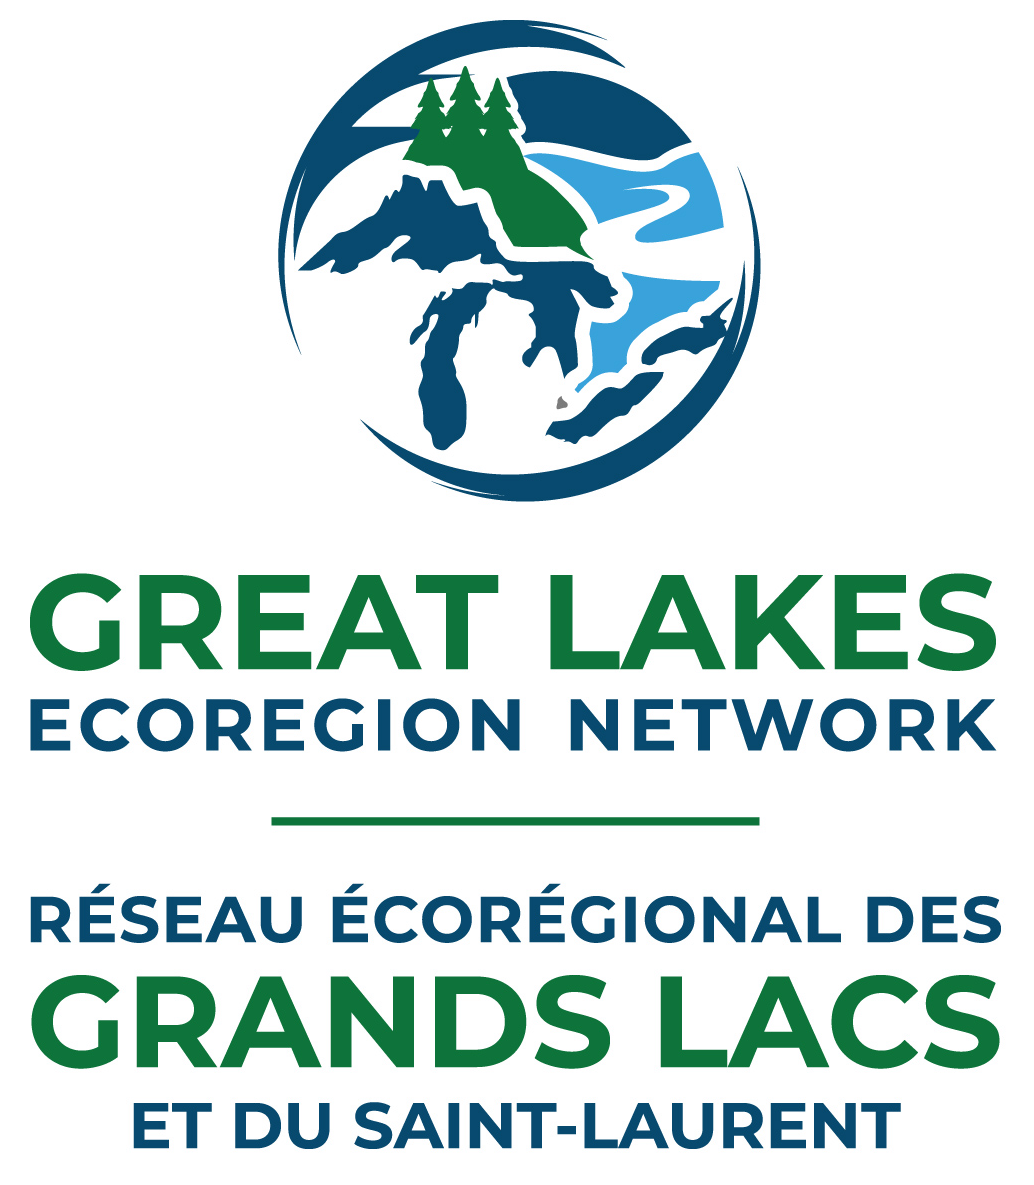 GREAT LAKES
ECOREGION NETWORK
RÉSEAU ÉCORÉGIONAL DES
GRANDS LACS
ET DU SAINT-LAURENT